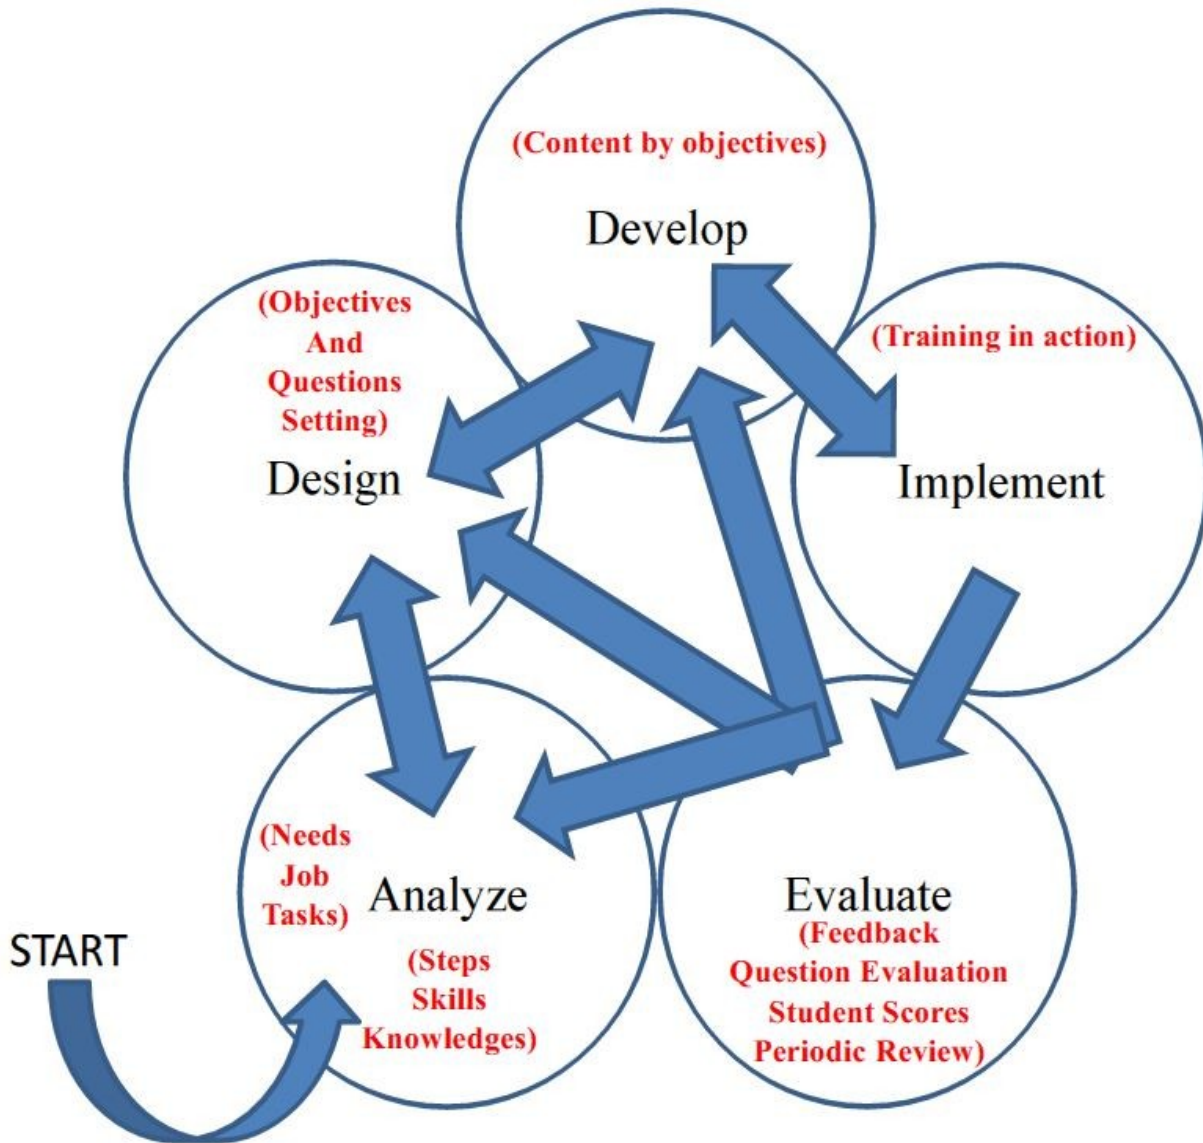 (Content by objectives)
Develop
(Objectives
And
Questions
Setting)
Design
(Training in action)
Implement
(Needs
Job
Tasks)
Analyze
(Steps
Skills
Knowledges)
Evaluate
(Feedback
Question Evaluation
Student Scores
Periodic Review)
START